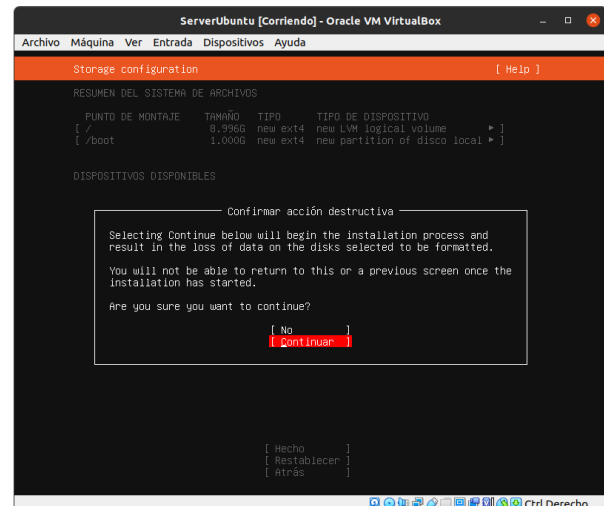 ServerUbuntu [Corriendo] - Oracle VM VirtualBox
Archivo Máquina Ver Entrada Dispositivos Ayuda
Storage configuration [ Help ]
RESUMEN DEL SISTEMA DE ARCHIVOS
PUNTO DE MONTAJE TAMAÑO TIPO TIPO DE DISPOSITIVO
[ / 8.996G new ext4 new LVM logical volume ▸ ]
[ /boot 1.000G new ext4 new partition of disco local ▸ ]
DISPOSITIVOS DISPONIBLES
Confirmar acción destructiva
Selecting Continue below will begin the installation process and
result in the loss of data on the disks selected to be formatted.
You will not be able to return to this or a previous screen once the
installation has started.
Are you sure you want to continue?
[ No ]
[ Continuar ]
[ Hecho ]
[ Restablecer ]
[ Atrás ]
Ctrl Derecho